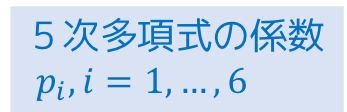 ５次多項式の係数
p_i, i = 1, ..., 6